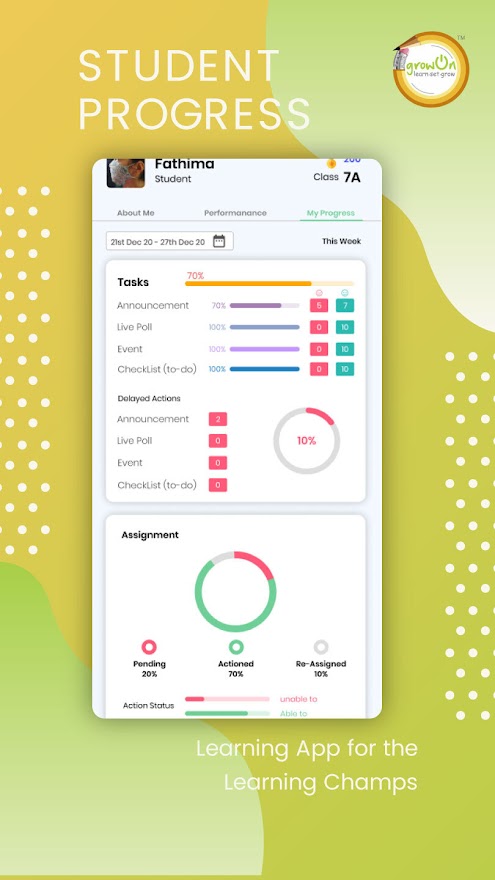 STUDENT
PROGRESS
TM
growOn
learn set grow
Fathima
Student
200
Class 7A
About Me Performanance My Progress
21st Dec 20 - 27th Dec 20
This Week
Tasks 70%
Announcement 70% 5 7
Live Poll 100% 0 10
Event 100% 0 10
CheckList (to-do) 100% 0 10
Delayed Actions
Announcement 2
Live Poll 0
Event 0
CheckList (to-do) 0
10%
Assignment
Pending Actioned Re-Assigned
20% 70% 10%
Action Status unable to
Able to
Learning App for the
Learning Champs